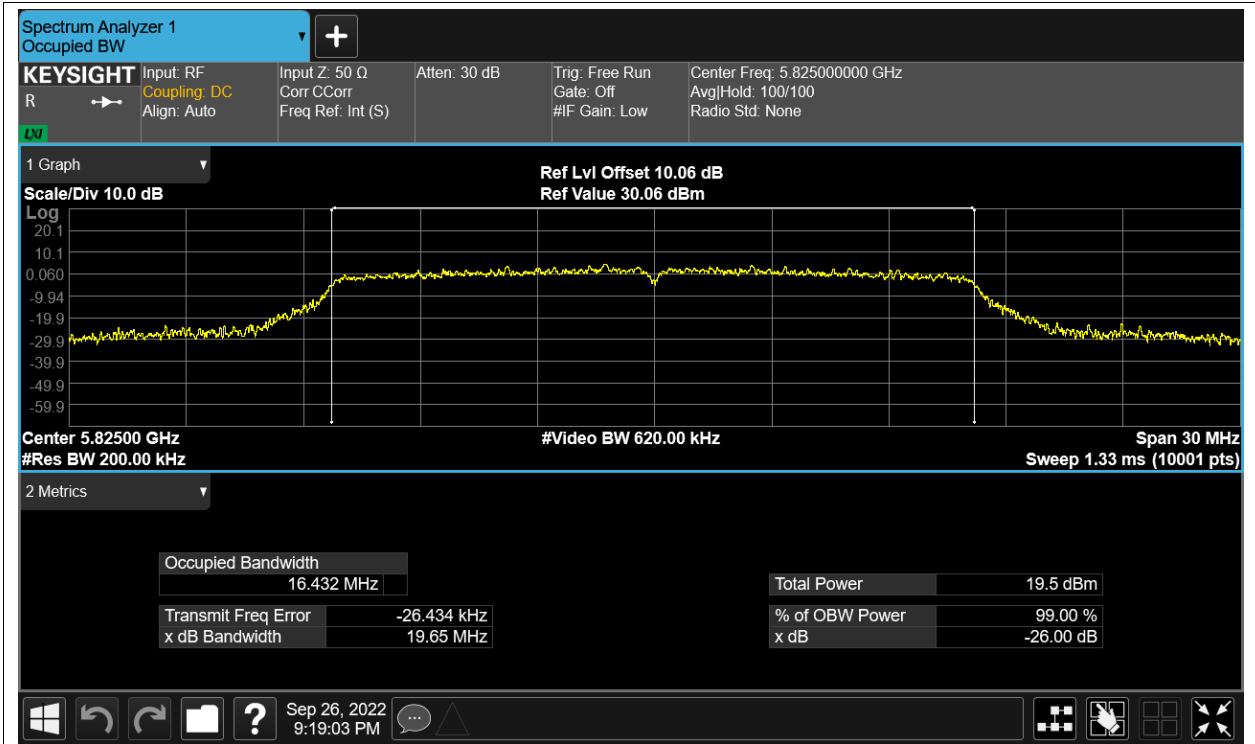 Spectrum Analyzer 1
Occupied BW
KEYSIGHT
R
LXI
Input: RF
Coupling: DC
Align: Auto
Input Z: 50 Ω
Corr CCorr
Freq Ref: Int (S)
Atten: 30 dB
Trig: Free Run
Gate: Off
#IF Gain: Low
Center Freq: 5.825000000 GHz
Avg|Hold: 100/100
Radio Std: None
1 Graph
Scale/Div 10.0 dB
Ref Lvl Offset 10.06 dB
Ref Value 30.06 dBm
Log
20.1
10.1
0.060
-9.94
-19.9
-29.9
-39.9
-49.9
-59.9
Center 5.82500 GHz
#Res BW 200.00 kHz
#Video BW 620.00 kHz
Span 30 MHz
Sweep 1.33 ms (10001 pts)
2 Metrics
Occupied Bandwidth
16.432 MHz
Transmit Freq Error -26.434 kHz
x dB Bandwidth 19.65 MHz
Total Power 19.5 dBm
% of OBW Power 99.00 %
x dB -26.00 dB
?
Sep 26, 2022
9:19:03 PM